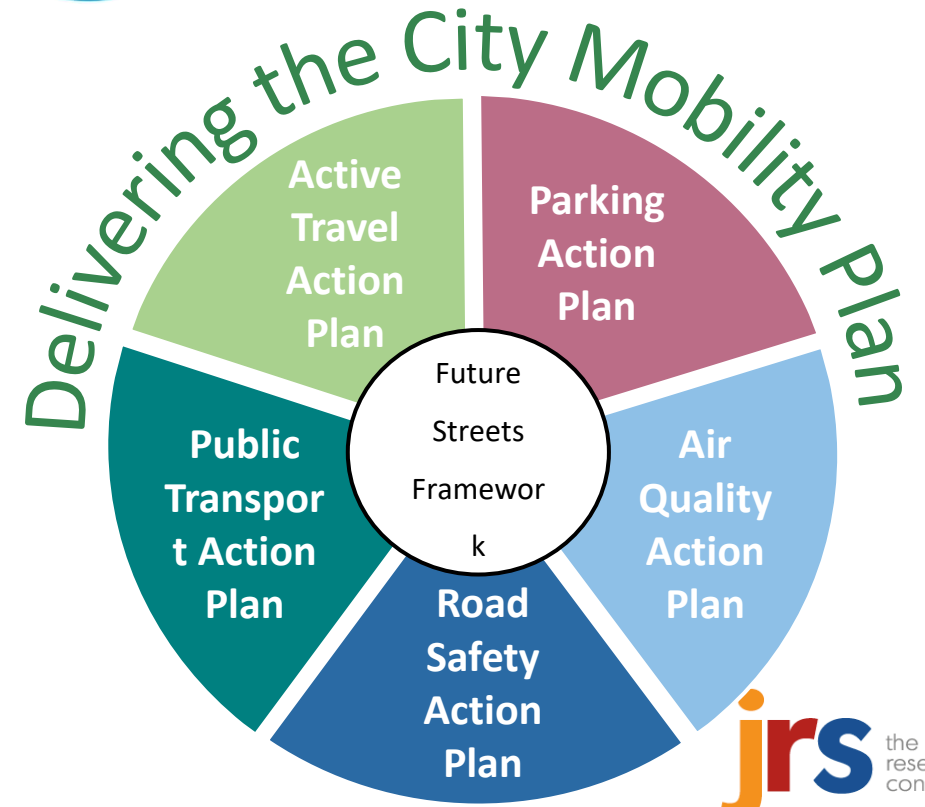 Delivering the City Mobility Plan
Active
Travel
Action
Plan
Parking
Action
Plan
Future
Streets
Framewor
k
Public
Transpor
t Action
Plan
Air
Quality
Action
Plan
Road
Safety
Action
Plan
jrs
the
rese
con